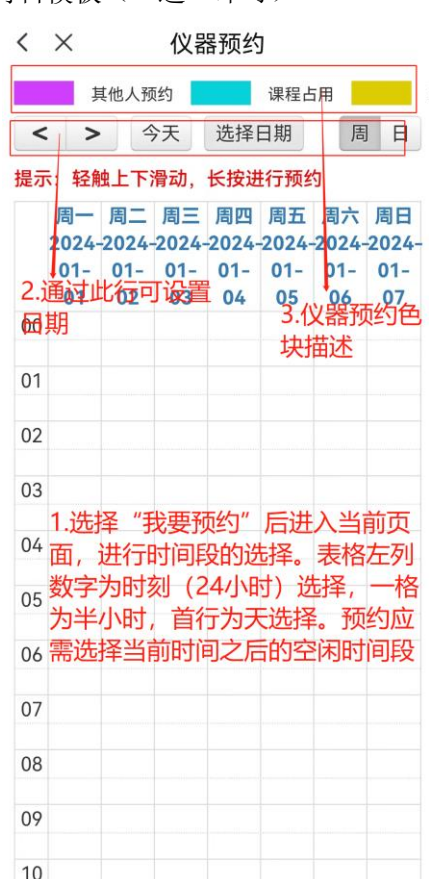 仪器预约
其他人预约 课程占用
< > 今天 选择日期 周 日
提示：轻触上下滑动，长按进行预约
周一 周二 周三 周四 周五 周六 周日
2024- 2024- 2024- 2024- 2024- 2024- 2024-
01- 01- 01- 01- 01- 01- 01-
01 02 03 04 05 06 07
2.通过此行可设置
日期
3.仪器预约色
块描述
00
01
02
03
1.选择“我要预约”后进入当前页
面，进行时间段的选择。表格左列
数字为时刻（24小时）选择，一格
为半小时，首行为天选择。预约应
需选择当前时间之后的空闲时间段
04
05
06
07
08
09
10